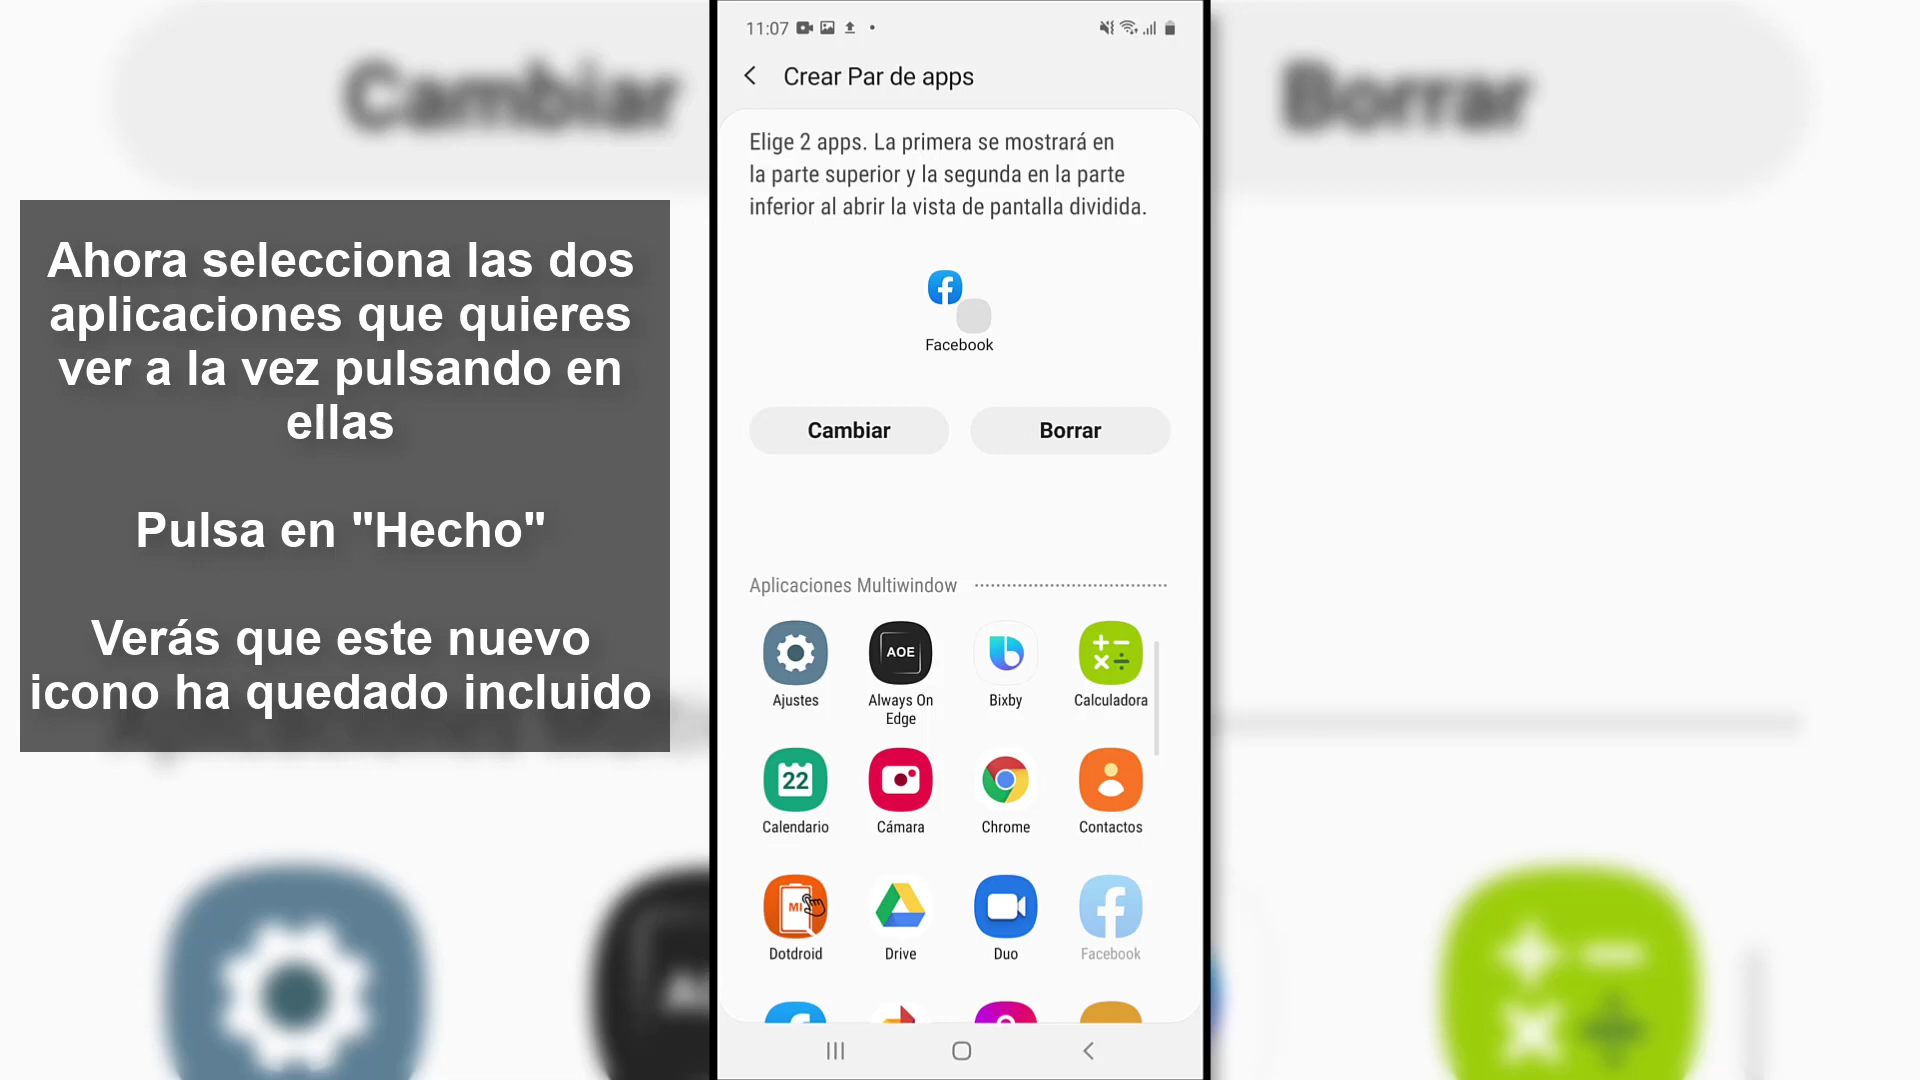 Cambiar
Borrar
Ahora selecciona las dos
aplicaciones que quieres
ver a la vez pulsando en
ellas
Pulsa en "Hecho"
Verás que este nuevo
icono ha quedado incluido
11:07
Crear Par de apps
Elige 2 apps. La primera se mostrará en
la parte superior y la segunda en la parte
inferior al abrir la vista de pantalla dividida.
Facebook
Cambiar
Borrar
Aplicaciones Multiwindow
AOE
Ajustes
Always On
Edge
Bixby
Calculadora
22
Calendario
Cámara
Chrome
Contactos
MI
Dotdroid
Drive
Duo
Facebook